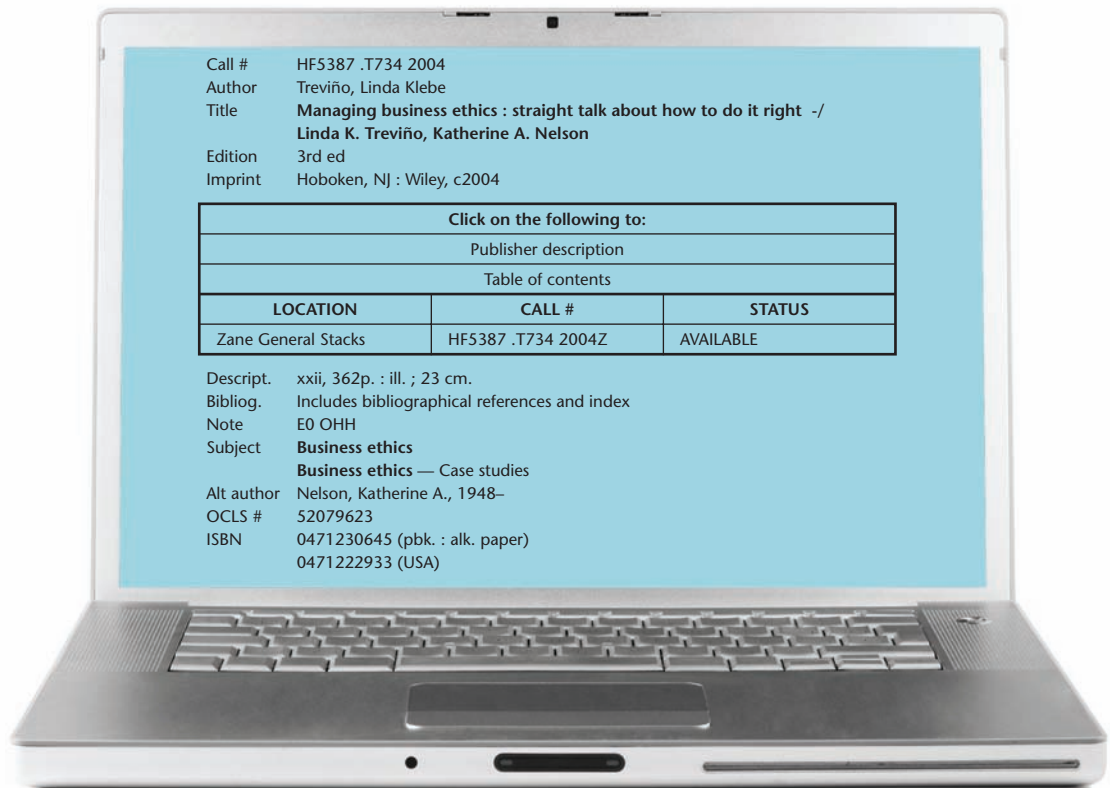 Call # HF5387 .T734 2004
Author Treviño, Linda Klebe
Title Managing business ethics : straight talk about how to do it right -/
Linda K. Treviño, Katherine A. Nelson
Edition 3rd ed
Imprint Hoboken, NJ : Wiley, c2004
Click on the following to:
Publisher description
Table of contents
LOCATION CALL # STATUS
Zane General Stacks HF5387 .T734 2004Z AVAILABLE
Descript. xxii, 362p. : ill. ; 23 cm.
Bibliog. Includes bibliographical references and index
Note E0 OHH
Subject Business ethics
Business ethics — Case studies
Alt author Nelson, Katherine A., 1948–
OCLS # 52079623
ISBN 0471230645 (pbk. : alk. paper)
0471222933 (USA)